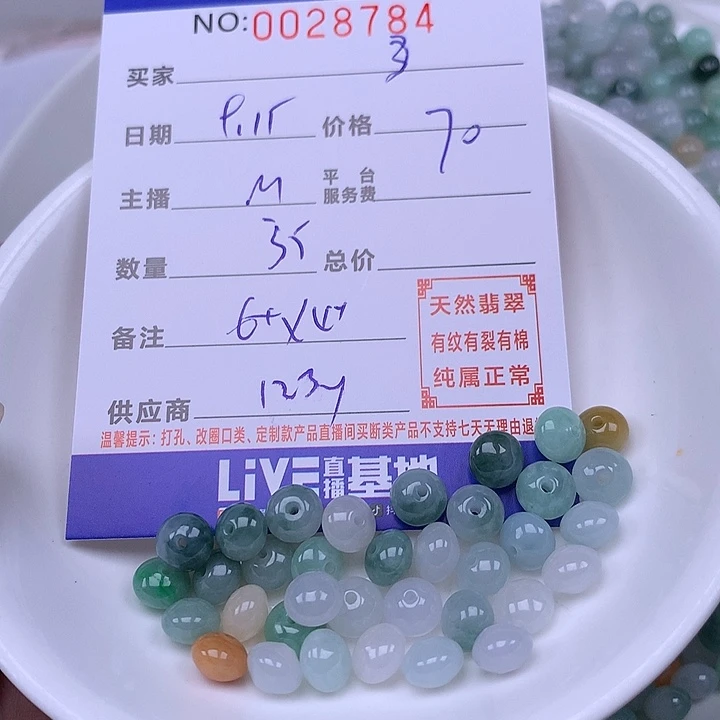 NO:0028784
买家 3
日期 9.15 价格 70
主播 M 平台服务费
数量 35 总价
备注 6+X4+
供应商 123y
天然翡翠
有纹有裂有棉
纯属正常
温馨提示：打孔、改圈口类、定制款产品直播间买断类产品不支持七天无理由退
LiVE直播基地